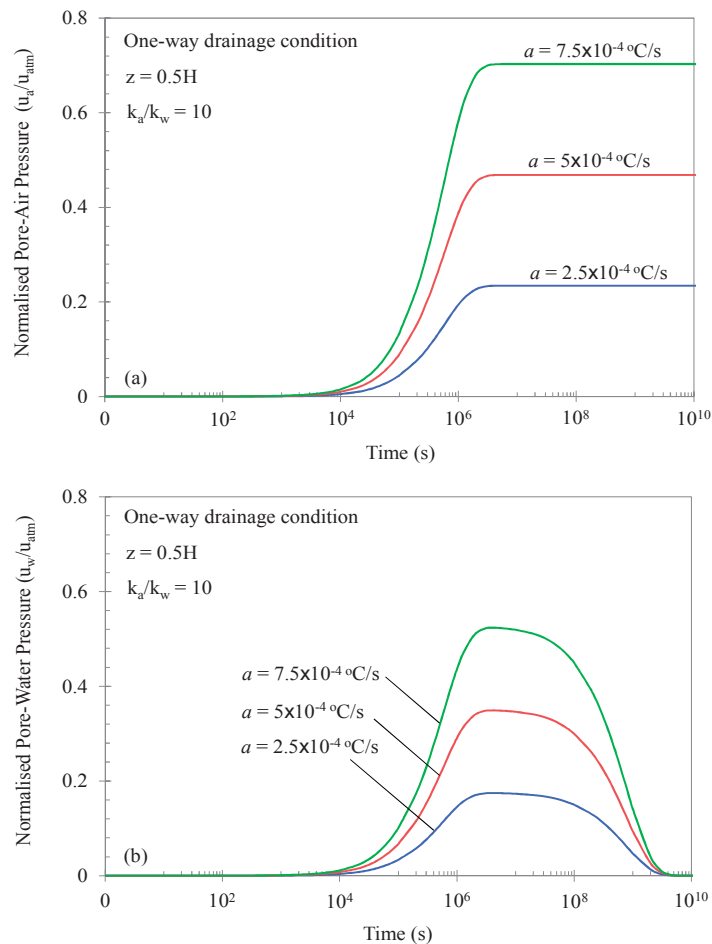 Normalised Pore-Air Pressure (uₐ/uₐₜₘ)
0.8
0.6
0.4
0.2
0
One-way drainage condition
z = 0.5H
kₐ/k_w = 10
a = 7.5x10⁻⁴ ᵒC/s
a = 5x10⁻⁴ ᵒC/s
a = 2.5x10⁻⁴ ᵒC/s
(a)
0 10² 10⁴ 10⁶ 10⁸ 10¹⁰
Time (s)
Normalised Pore-Water Pressure (u_w/uₐₜₘ)
0.8
0.6
0.4
0.2
0
One-way drainage condition
z = 0.5H
kₐ/k_w = 10
a = 7.5x10⁻⁴ ᵒC/s
a = 5x10⁻⁴ ᵒC/s
a = 2.5x10⁻⁴ ᵒC/s
(b)
0 10² 10⁴ 10⁶ 10⁸ 10¹⁰
Time (s)